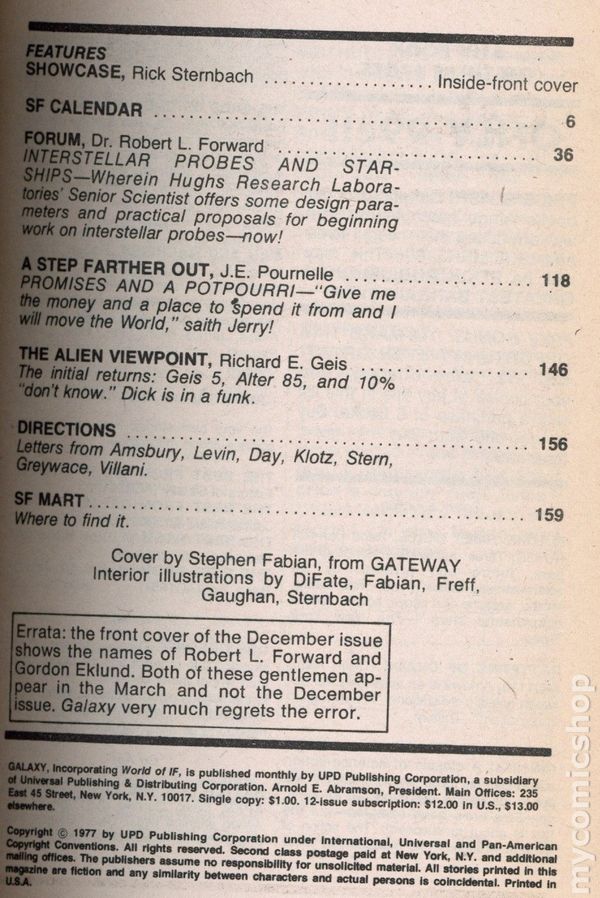 FEATURES
SHOWCASE, Rick Sternbach .................. Inside-front cover
SF CALENDAR ........................................ 6
FORUM, Dr. Robert L. Forward .......................... 36
INTERSTELLAR PROBES AND STAR-
SHIPS—Wherein Hughs Research Labora-
tories' Senior Scientist offers some design para-
meters and practical proposals for beginning
work on interstellar probes—now!
A STEP FARTHER OUT, J.E. Pournelle ................... 118
PROMISES AND A POTPOURRI—"Give me
the money and a place to spend it from and I
will move the World," saith Jerry!
THE ALIEN VIEWPOINT, Richard E. Geis ................. 146
The initial returns: Geis 5, Alter 85, and 10%
"don't know." Dick is in a funk.
DIRECTIONS ........................................ 156
Letters from Amsbury, Levin, Day, Klotz, Stern,
Greywace, Villani.
SF MART ........................................... 159
Where to find it.
Cover by Stephen Fabian, from GATEWAY
Interior illustrations by DiFate, Fabian, Freff,
Gaughan, Sternbach
Errata: the front cover of the December issue
shows the names of Robert L. Forward and
Gordon Eklund. Both of these gentlemen ap-
pear in the March and not the December
issue. Galaxy very much regrets the error.
GALAXY, Incorporating World of IF, is published monthly by UPD Publishing Corporation, a subsidiary
of Universal Publishing & Distributing Corporation. Arnold E. Abramson, President. Main Offices: 235
East 45 Street, New York, N.Y. 10017. Single copy: $1.00. 12-issue subscription: $12.00 in U.S., $13.00
elsewhere.
Copyright © 1977 by UPD Publishing Corporation under International, Universal and Pan-American
Copyright Conventions. All rights reserved. Second class postage paid at New York, N.Y. and additional
mailing offices. The publishers assume no responsibility for unsolicited material. All stories printed in this
magazine are fiction and any similarity between characters and actual persons is coincidental. Printed in
U.S.A.
mycomicshop